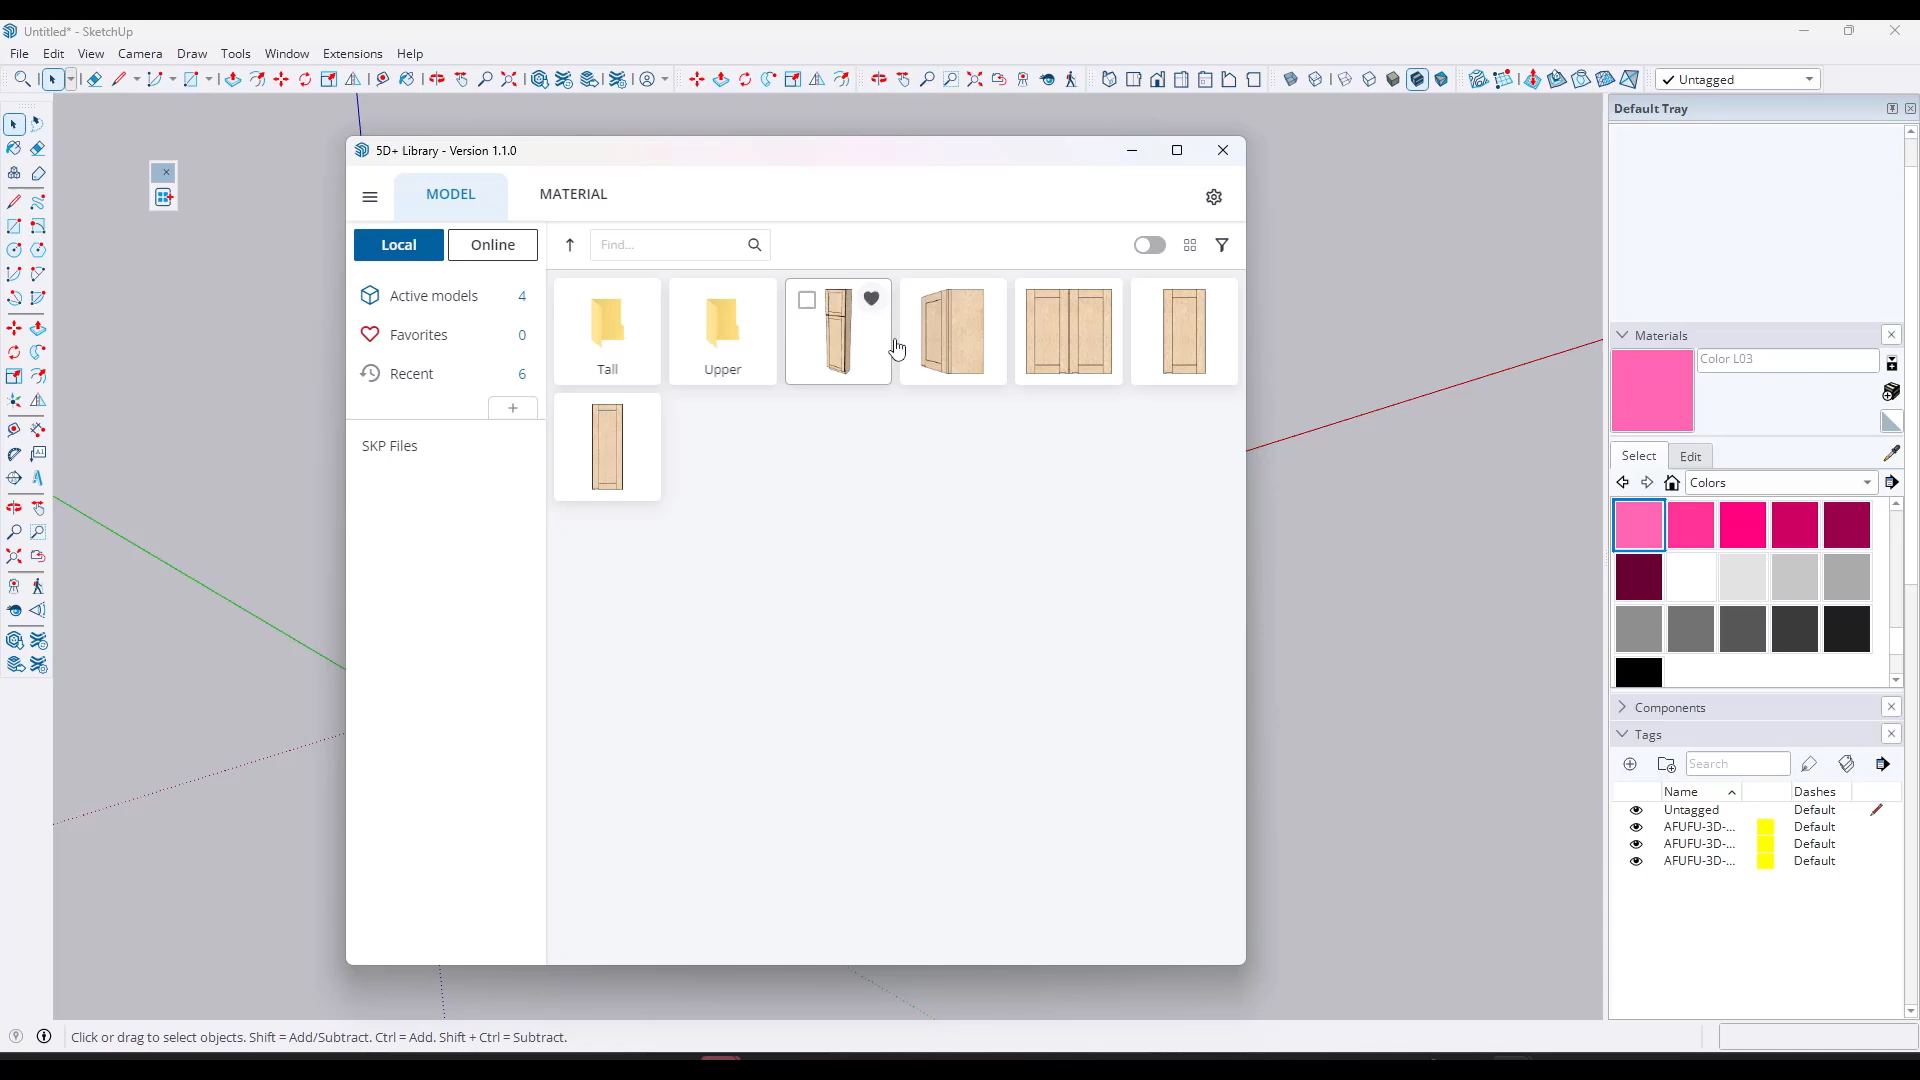 Untitled* - SketchUp
File Edit View Camera Draw Tools Window Extensions Help
Untagged
Default Tray
5D+ Library - Version 1.1.0
MODEL MATERIAL
Local Online
Find...
Active models 4
Favorites 0
Recent 6
+
SKP Files
Tall
Upper
Materials
Color L03
Select Edit
Colors
Components
Tags
Search
Name Dashes
Untagged Default
AFUFU-3D-... Default
AFUFU-3D-... Default
AFUFU-3D-... Default
Click or drag to select objects. Shift = Add/Subtract. Ctrl = Add. Shift + Ctrl = Subtract.